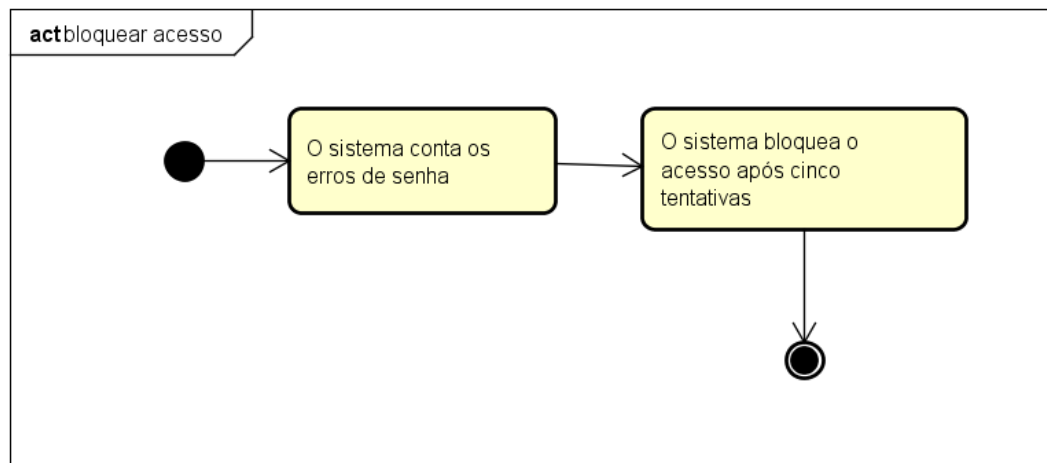 act bloquear acesso
O sistema conta os
erros de senha
O sistema bloquea o
acesso após cinco
tentativas